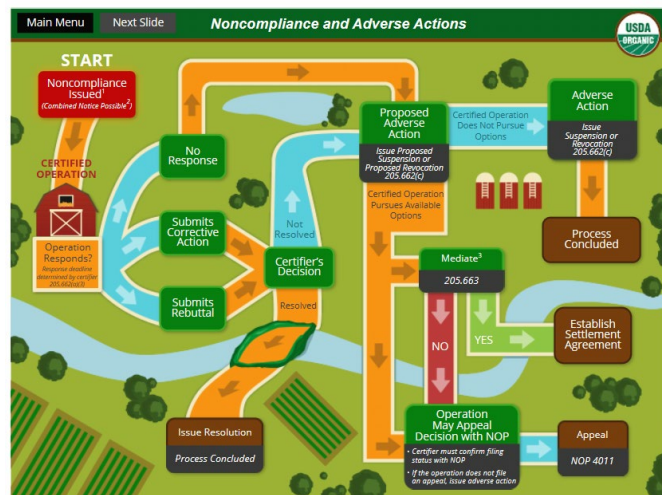 Main Menu
Next Slide
Noncompliance and Adverse Actions
USDA
ORGANIC
START
Noncompliance
Issued¹
(Combined Notice Possible²)
CERTIFIED
OPERATION
Operation
Responds?
Response deadline
determined by certifier
205.662(a)(3)
No
Response
Submits
Corrective
Action
Submits
Rebuttal
Certifier's
Decision
Not
Resolved
Resolved
Issue Resolution
Process Concluded
Proposed
Adverse
Action
Issue Proposed
Suspension or
Proposed Revocation
205.662(c)
Certified Operation
Does Not Pursue
Options
Adverse
Action
Issue
Suspension or
Revocation
205.662(c)
Process
Concluded
Certified Operation
Pursues Available
Options
Mediate³
205.663
NO
YES
Establish
Settlement
Agreement
Operation
May Appeal
Decision with NOP
• Certifier must confirm filing
status with NOP
• If the operation does not file
an appeal, issue adverse action
Appeal
NOP 4011